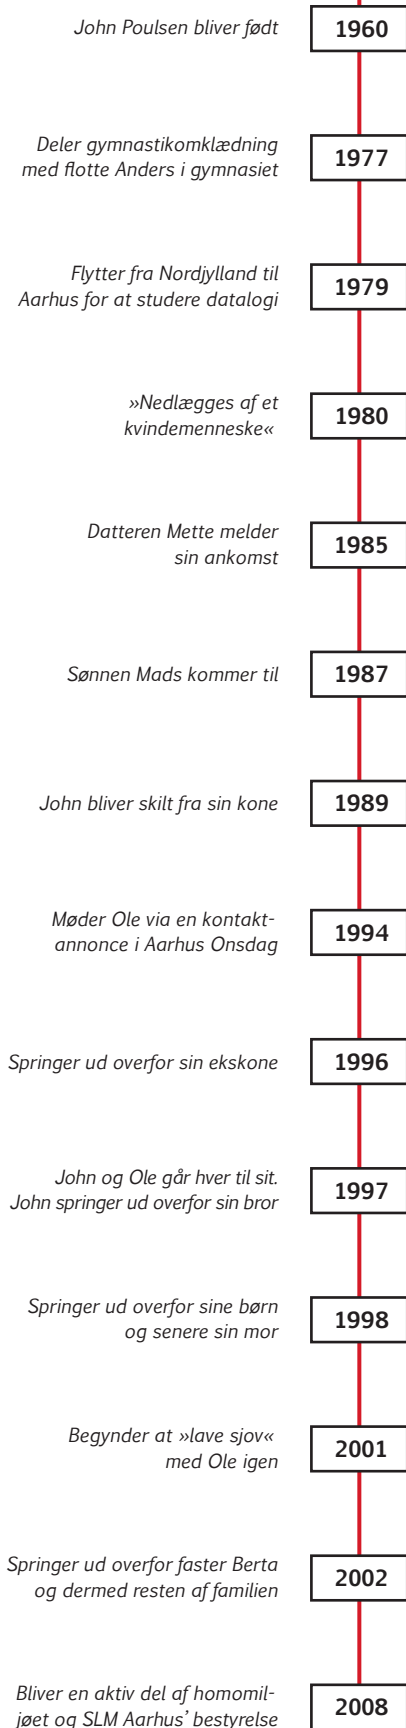 John Poulsen bliver født
1960
Deler gymnastikomklædning
med flotte Anders i gymnasiet
1977
Flytter fra Nordjylland til
Aarhus for at studere datalogi
1979
»Nedlægges af et
kvindemenneske«
1980
Datteren Mette melder
sin ankomst
1985
Sønnen Mads kommer til
1987
John bliver skilt fra sin kone
1989
Møder Ole via en kontakt-
annonce i Aarhus Onsdag
1994
Springer ud overfor sin ekskone
1996
John og Ole går hver til sit.
John springer ud overfor sin bror
1997
Springer ud overfor sine børn
og senere sin mor
1998
Begynder at »lave sjov«
med Ole igen
2001
Springer ud overfor faster Berta
og dermed resten af familien
2002
Bliver en aktiv del af homomil-
jøet og SLM Aarhus’ bestyrelse
2008